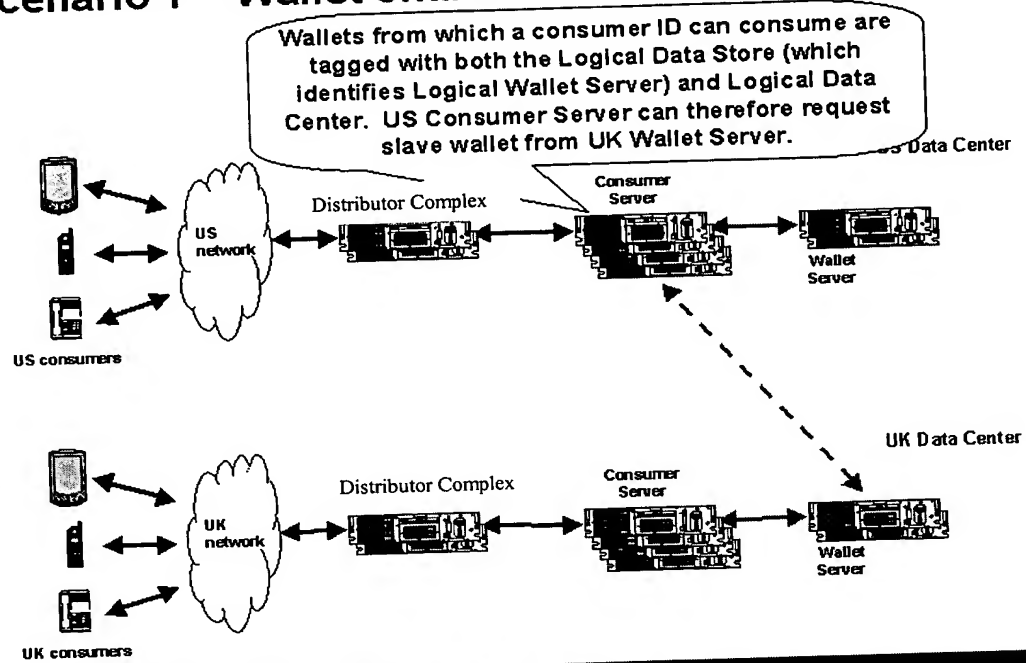 Wallets from which a consumer ID can consume are
tagged with both the Logical Data Store (which
identifies Logical Wallet Server) and Logical Data
Center. US Consumer Server can therefore request
slave wallet from UK Wallet Server.
Data Center
Distributor Complex
Consumer
Server
US
network
Wallet
Server
US consumers
UK Data Center
Distributor Complex
Consumer
Server
UK
network
Wallet
Server
UK consumers